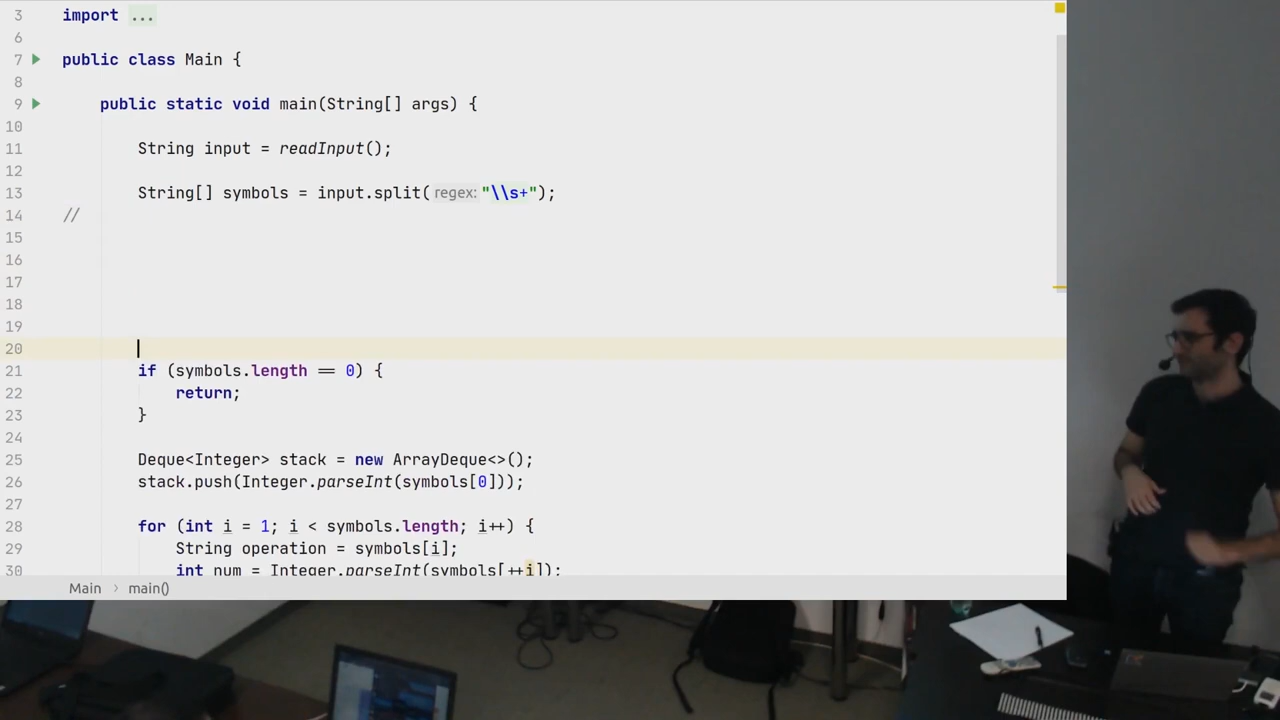 3 import ...
6
7 public class Main {
8
9 public static void main(String[] args) {
10
11 String input = readInput();
12
13 String[] symbols = input.split( regex: "\\s+");
14 //
15
16
17
18
19
20
21 if (symbols.length == 0) {
22 return;
23 }
24
25 Deque<Integer> stack = new ArrayDeque<>();
26 stack.push(Integer.parseInt(symbols[0]));
27
28 for (int i = 1; i < symbols.length; i++) {
29 String operation = symbols[i];
30 int num = Integer.parseInt(symbols[++i]);
Main > main()